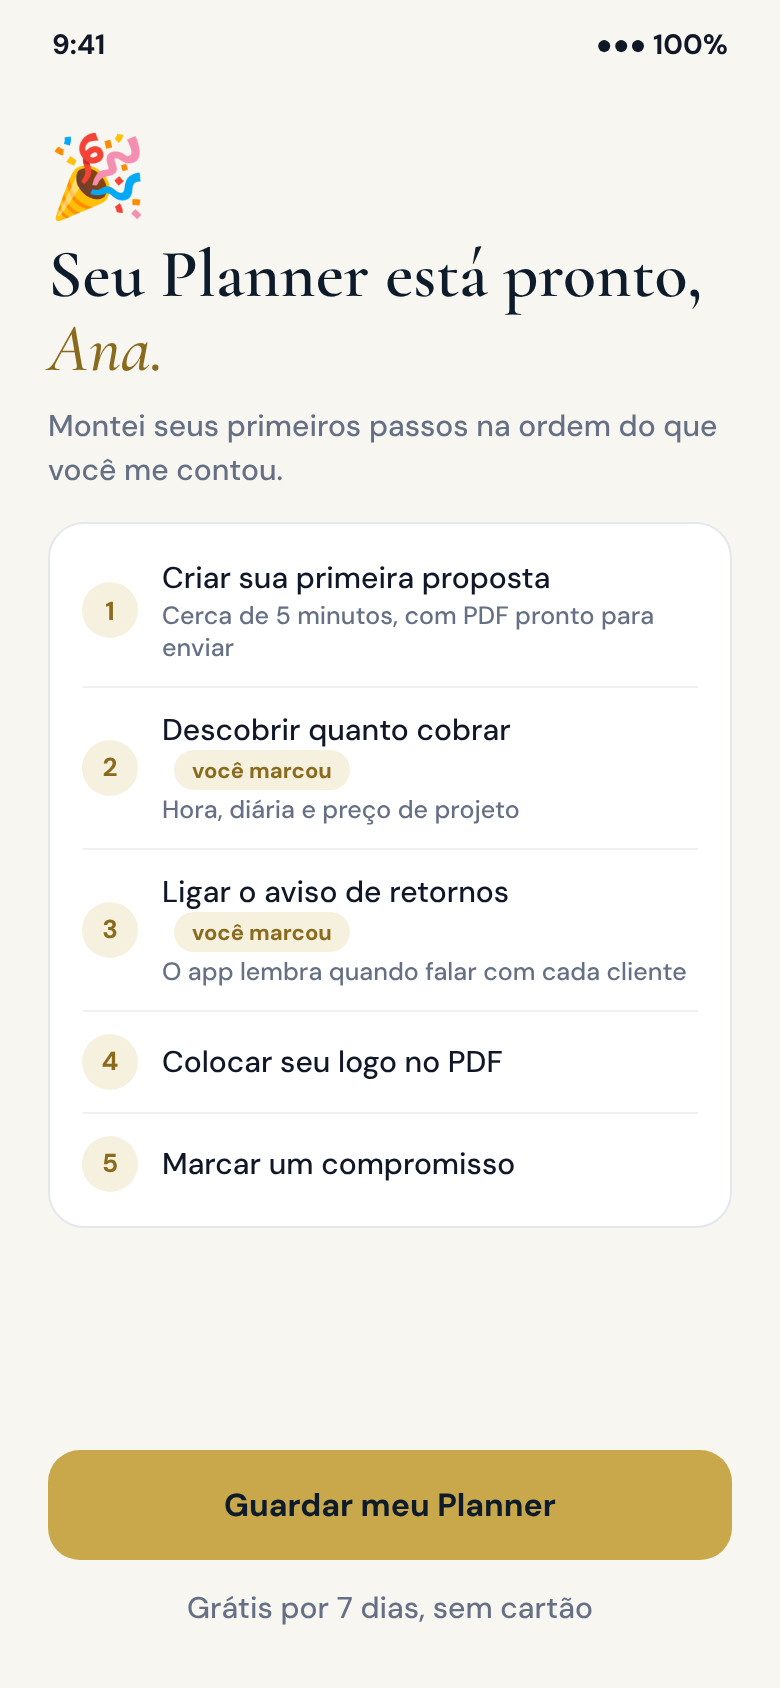 9:41
100%
Seu Planner está pronto,
Ana.
Montei seus primeiros passos na ordem do que
você me contou.
1
Criar sua primeira proposta
Cerca de 5 minutos, com PDF pronto para
enviar
2
Descobrir quanto cobrar
você marcou
Hora, diária e preço de projeto
3
Ligar o aviso de retornos
você marcou
O app lembra quando falar com cada cliente
4
Colocar seu logo no PDF
5
Marcar um compromisso
Guardar meu Planner
Grátis por 7 dias, sem cartão